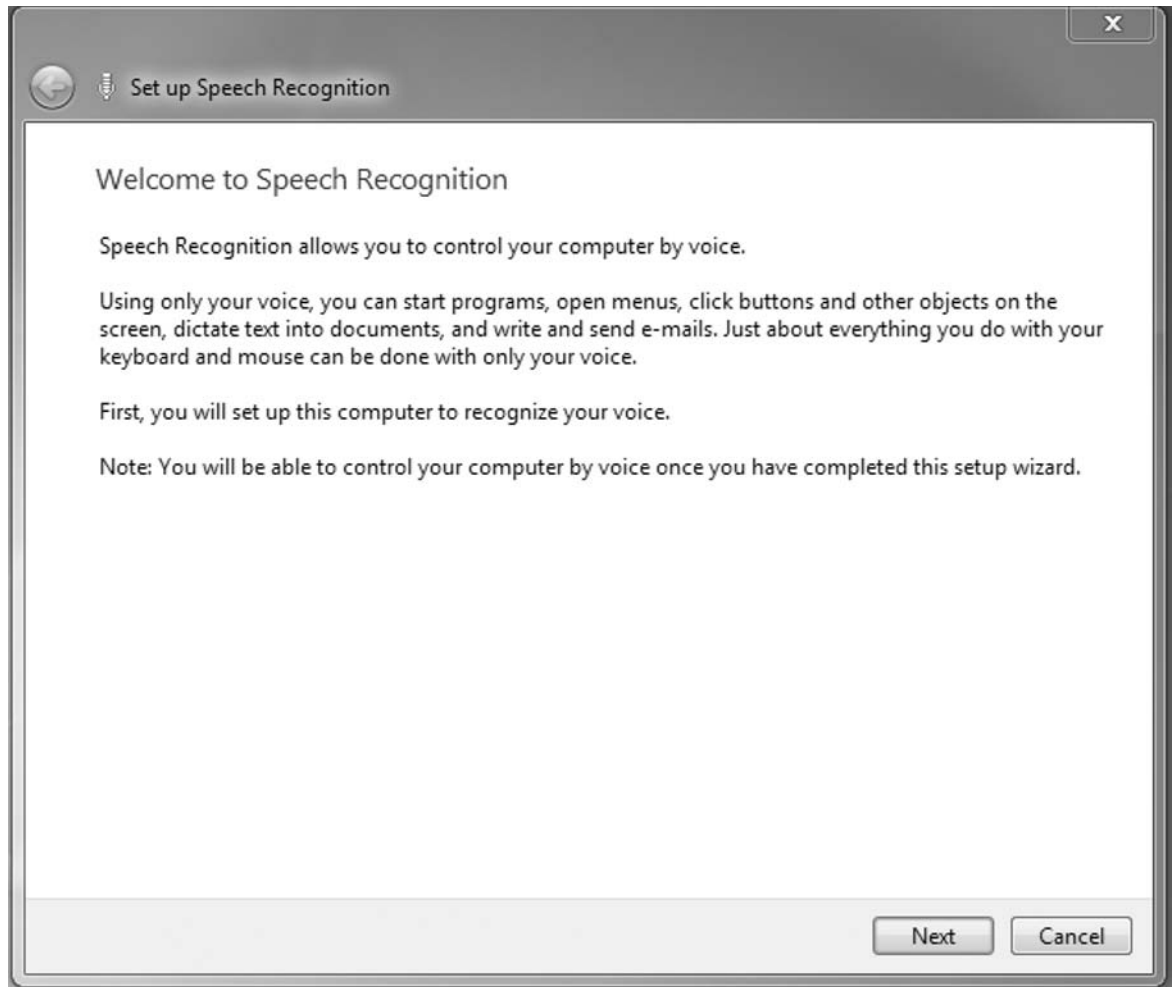 Set up Speech Recognition
Welcome to Speech Recognition
Speech Recognition allows you to control your computer by voice.
Using only your voice, you can start programs, open menus, click buttons and other objects on the
screen, dictate text into documents, and write and send e-mails. Just about everything you do with your
keyboard and mouse can be done with only your voice.
First, you will set up this computer to recognize your voice.
Note: You will be able to control your computer by voice once you have completed this setup wizard.
Next Cancel